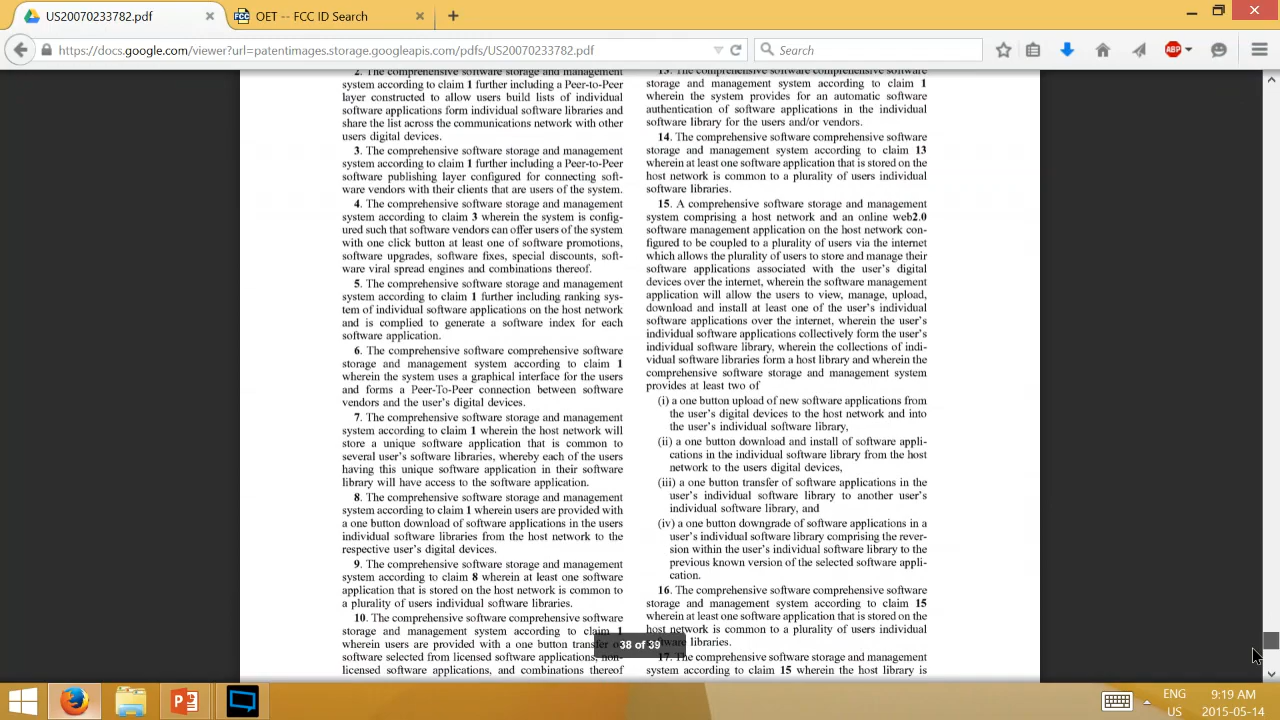 US20070233782.pdf
OET -- FCC ID Search
https://docs.google.com/viewer?url=patentimages.storage.googleapis.com/pdfs/US20070233782.pdf
Search
ABP
2. The comprehensive software storage and management
system according to claim 1 further including a Peer-to-Peer
layer constructed to allow users build lists of individual
software applications form individual software libraries and
share the list across the communications network with other
users digital devices.
3. The comprehensive software storage and management
system according to claim 1 further including a Peer-to-Peer
software publishing layer configured for connecting soft-
ware vendors with their clients that are users of the system.
4. The comprehensive software storage and management
system according to claim 3 wherein the system is config-
ured such that software vendors can offer users of the system
with one click button at least one of software promotions,
software upgrades, software fixes, special discounts, soft-
ware viral spread engines and combinations thereof.
5. The comprehensive software storage and management
system according to claim 1 further including ranking sys-
tem of individual software applications on the host network
and is complied to generate a software index for each
software application.
6. The comprehensive software comprehensive software
storage and management system according to claim 1
wherein the system uses a graphical interface for the users
and forms a Peer-To-Peer connection between software
vendors and the user's digital devices.
7. The comprehensive software storage and management
system according to claim 1 wherein the host network will
store a unique software application that is common to
several user's software libraries, whereby each of the users
having this unique software application in their software
library will have access to the software application.
8. The comprehensive software storage and management
system according to claim 1 wherein users are provided with
a one button download of software applications in the users
individual software libraries from the host network to the
respective user's digital devices.
9. The comprehensive software storage and management
system according to claim 8 wherein at least one software
application that is stored on the host network is common to
a plurality of users individual software libraries.
10. The comprehensive software comprehensive software
storage and management system according to claim 1
wherein users are provided with a one button transfer
software selected from licensed software applications, non-
licensed software applications, and combinations thereof
13. The comprehensive software comprehensive software
storage and management system according to claim 1
wherein the system provides for an automatic software
authentication of software applications in the individual
software library for the users and/or vendors.
14. The comprehensive software comprehensive software
storage and management system according to claim 13
wherein at least one software application that is stored on the
host network is common to a plurality of users individual
software libraries.
15. A comprehensive software storage and management
system comprising a host network and an online web2.0
software management application on the host network con-
figured to be coupled to a plurality of users via the internet
which allows the plurality of users to store and manage their
software applications associated with the user's digital
devices over the internet, wherein the software management
application will allow the users to view, manage, upload,
download and install at least one of the user's individual
software applications over the internet, wherein the user's
individual software applications collectively form the user's
individual software library, wherein the collections of indi-
vidual software libraries form a host library and wherein the
comprehensive software storage and management system
provides at least two of
(i) a one button upload of new software applications from
the user's digital devices to the host network and into
the user's individual software library,
(ii) a one button download and install of software appli-
cations in the individual software library from the host
network to the users digital devices,
(iii) a one button transfer of software applications in the
user's individual software library to another user's
individual software library, and
(iv) a one button downgrade of software applications in a
user's individual software library comprising the rever-
sion within the user's individual software library to the
previous known version of the selected software appli-
cation.
16. The comprehensive software comprehensive software
storage and management system according to claim 15
wherein at least one software application that is stored on the
host network is common to a plurality of users individual
libraries.
17. The comprehensive software storage and management
system according to claim 15 wherein the host library is
38 of 39
ENG
US
9:19 AM
2015-05-14